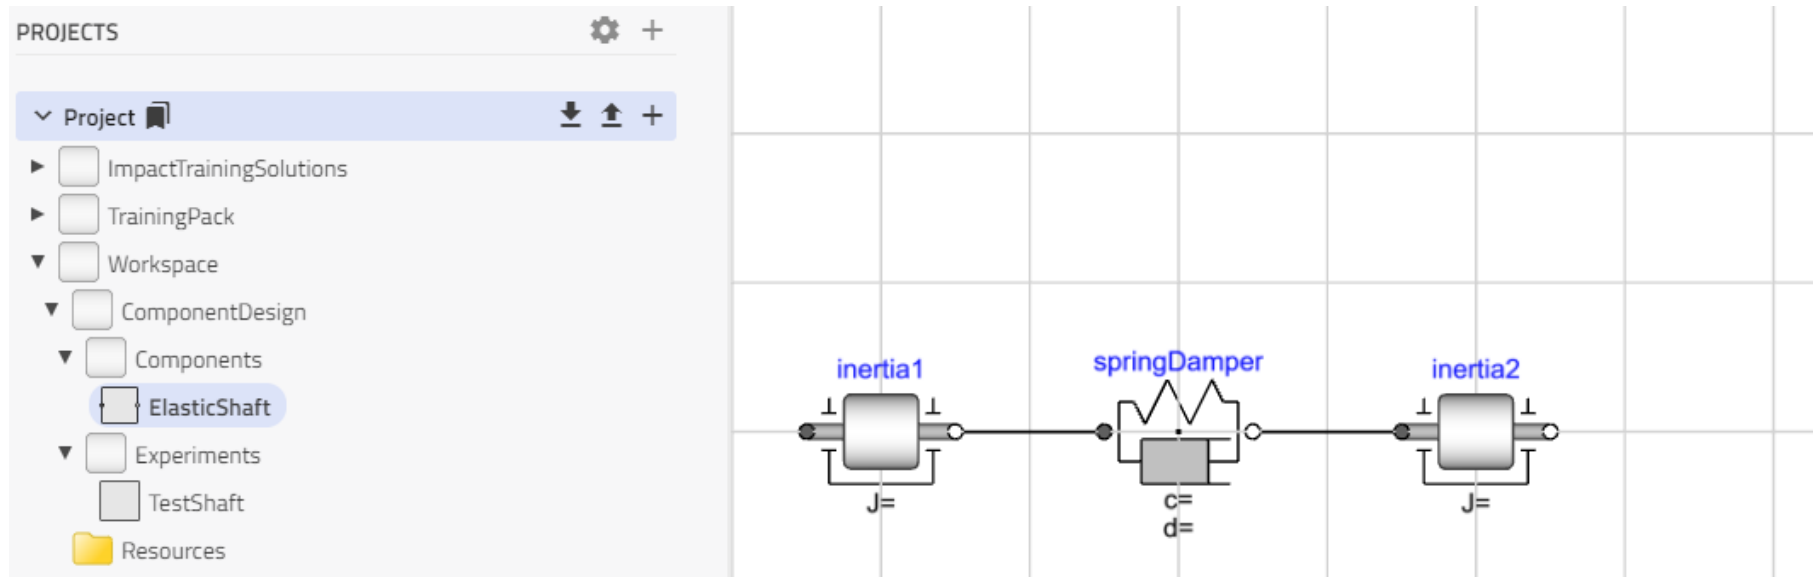 PROJECTS
Project
ImpactTrainingSolutions
TrainingPack
Workspace
ComponentDesign
Components
ElasticShaft
Experiments
TestShaft
Resources
inertia1
springDamper
inertia2
J=
c=
d=
J=